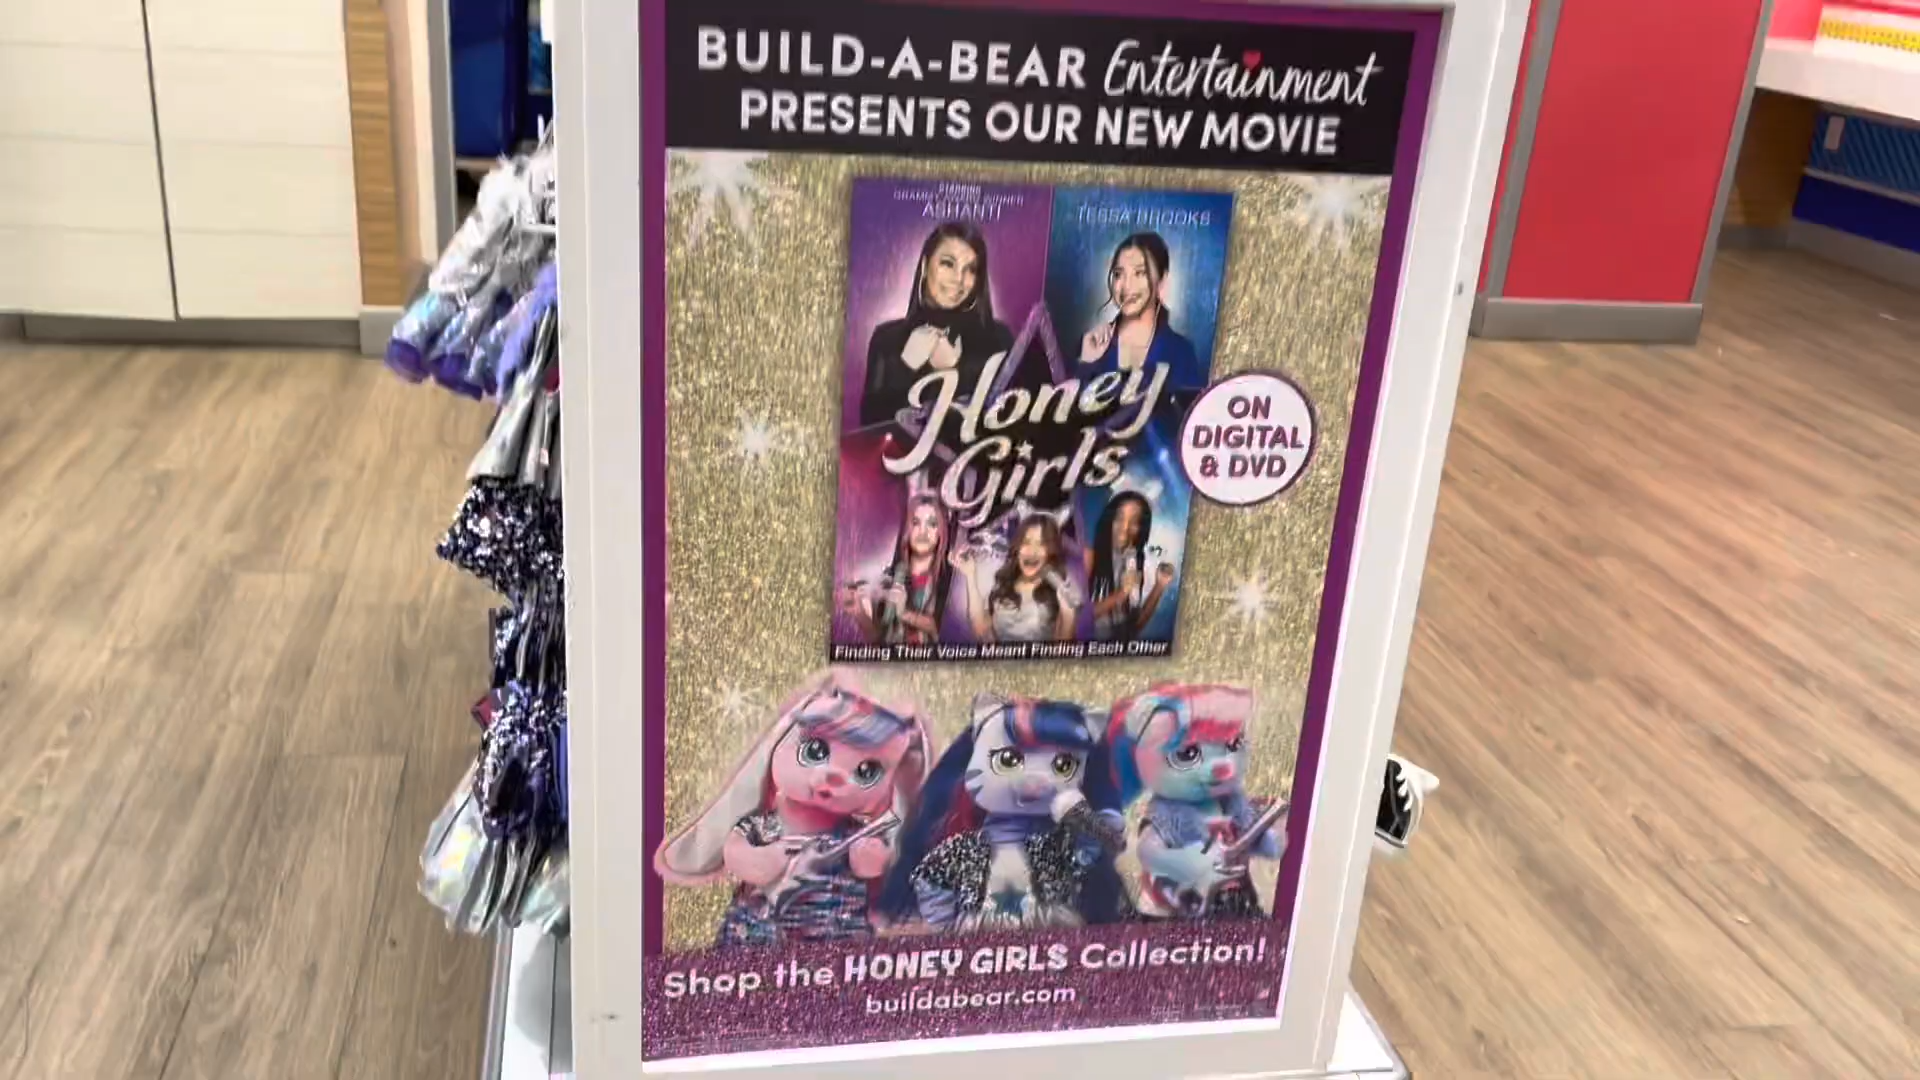 BUILD-A-BEAR Entertainment
PRESENTS OUR NEW MOVIE
STARRING
ASHANTI
TESSA BROOKS
Honey
Girls
ON
DIGITAL
& DVD
Finding Their Voice Meant Finding Each Other
Shop the HONEY GIRLS Collection!
buildabear.com